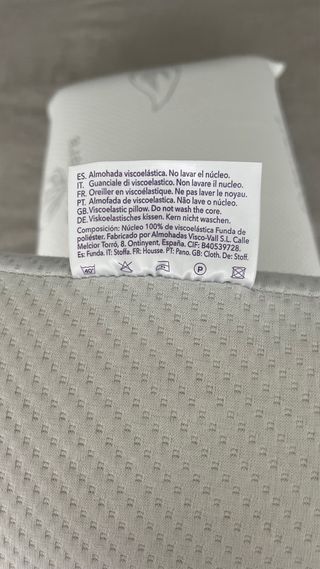 ES. Almohada viscoelástica. No lavar el núcleo.
IT. Guanciale di viscoelastico. Non lavare il nucleo.
FR. Oreiller en viscoélastique. Ne pas laver le noyau.
PT. Almofada de viscoelastica. Não lave o núcleo.
GB. Viscoelastic pillow. Do not wash the core.
DE. Viskoelastisches kissen. Kern nicht waschen.
Composición: Núcleo 100% de viscoelástica Funda de
poliéster. Fabricado por Almohadas Visco-Vall S.L. Calle
Melcior Torró, 8. Ontinyent, España. CIF: B40539728.
Es: Funda. IT: Stoffa. FR: Housse. PT: Pano. GB: Cloth. De: Stoff.
40° P